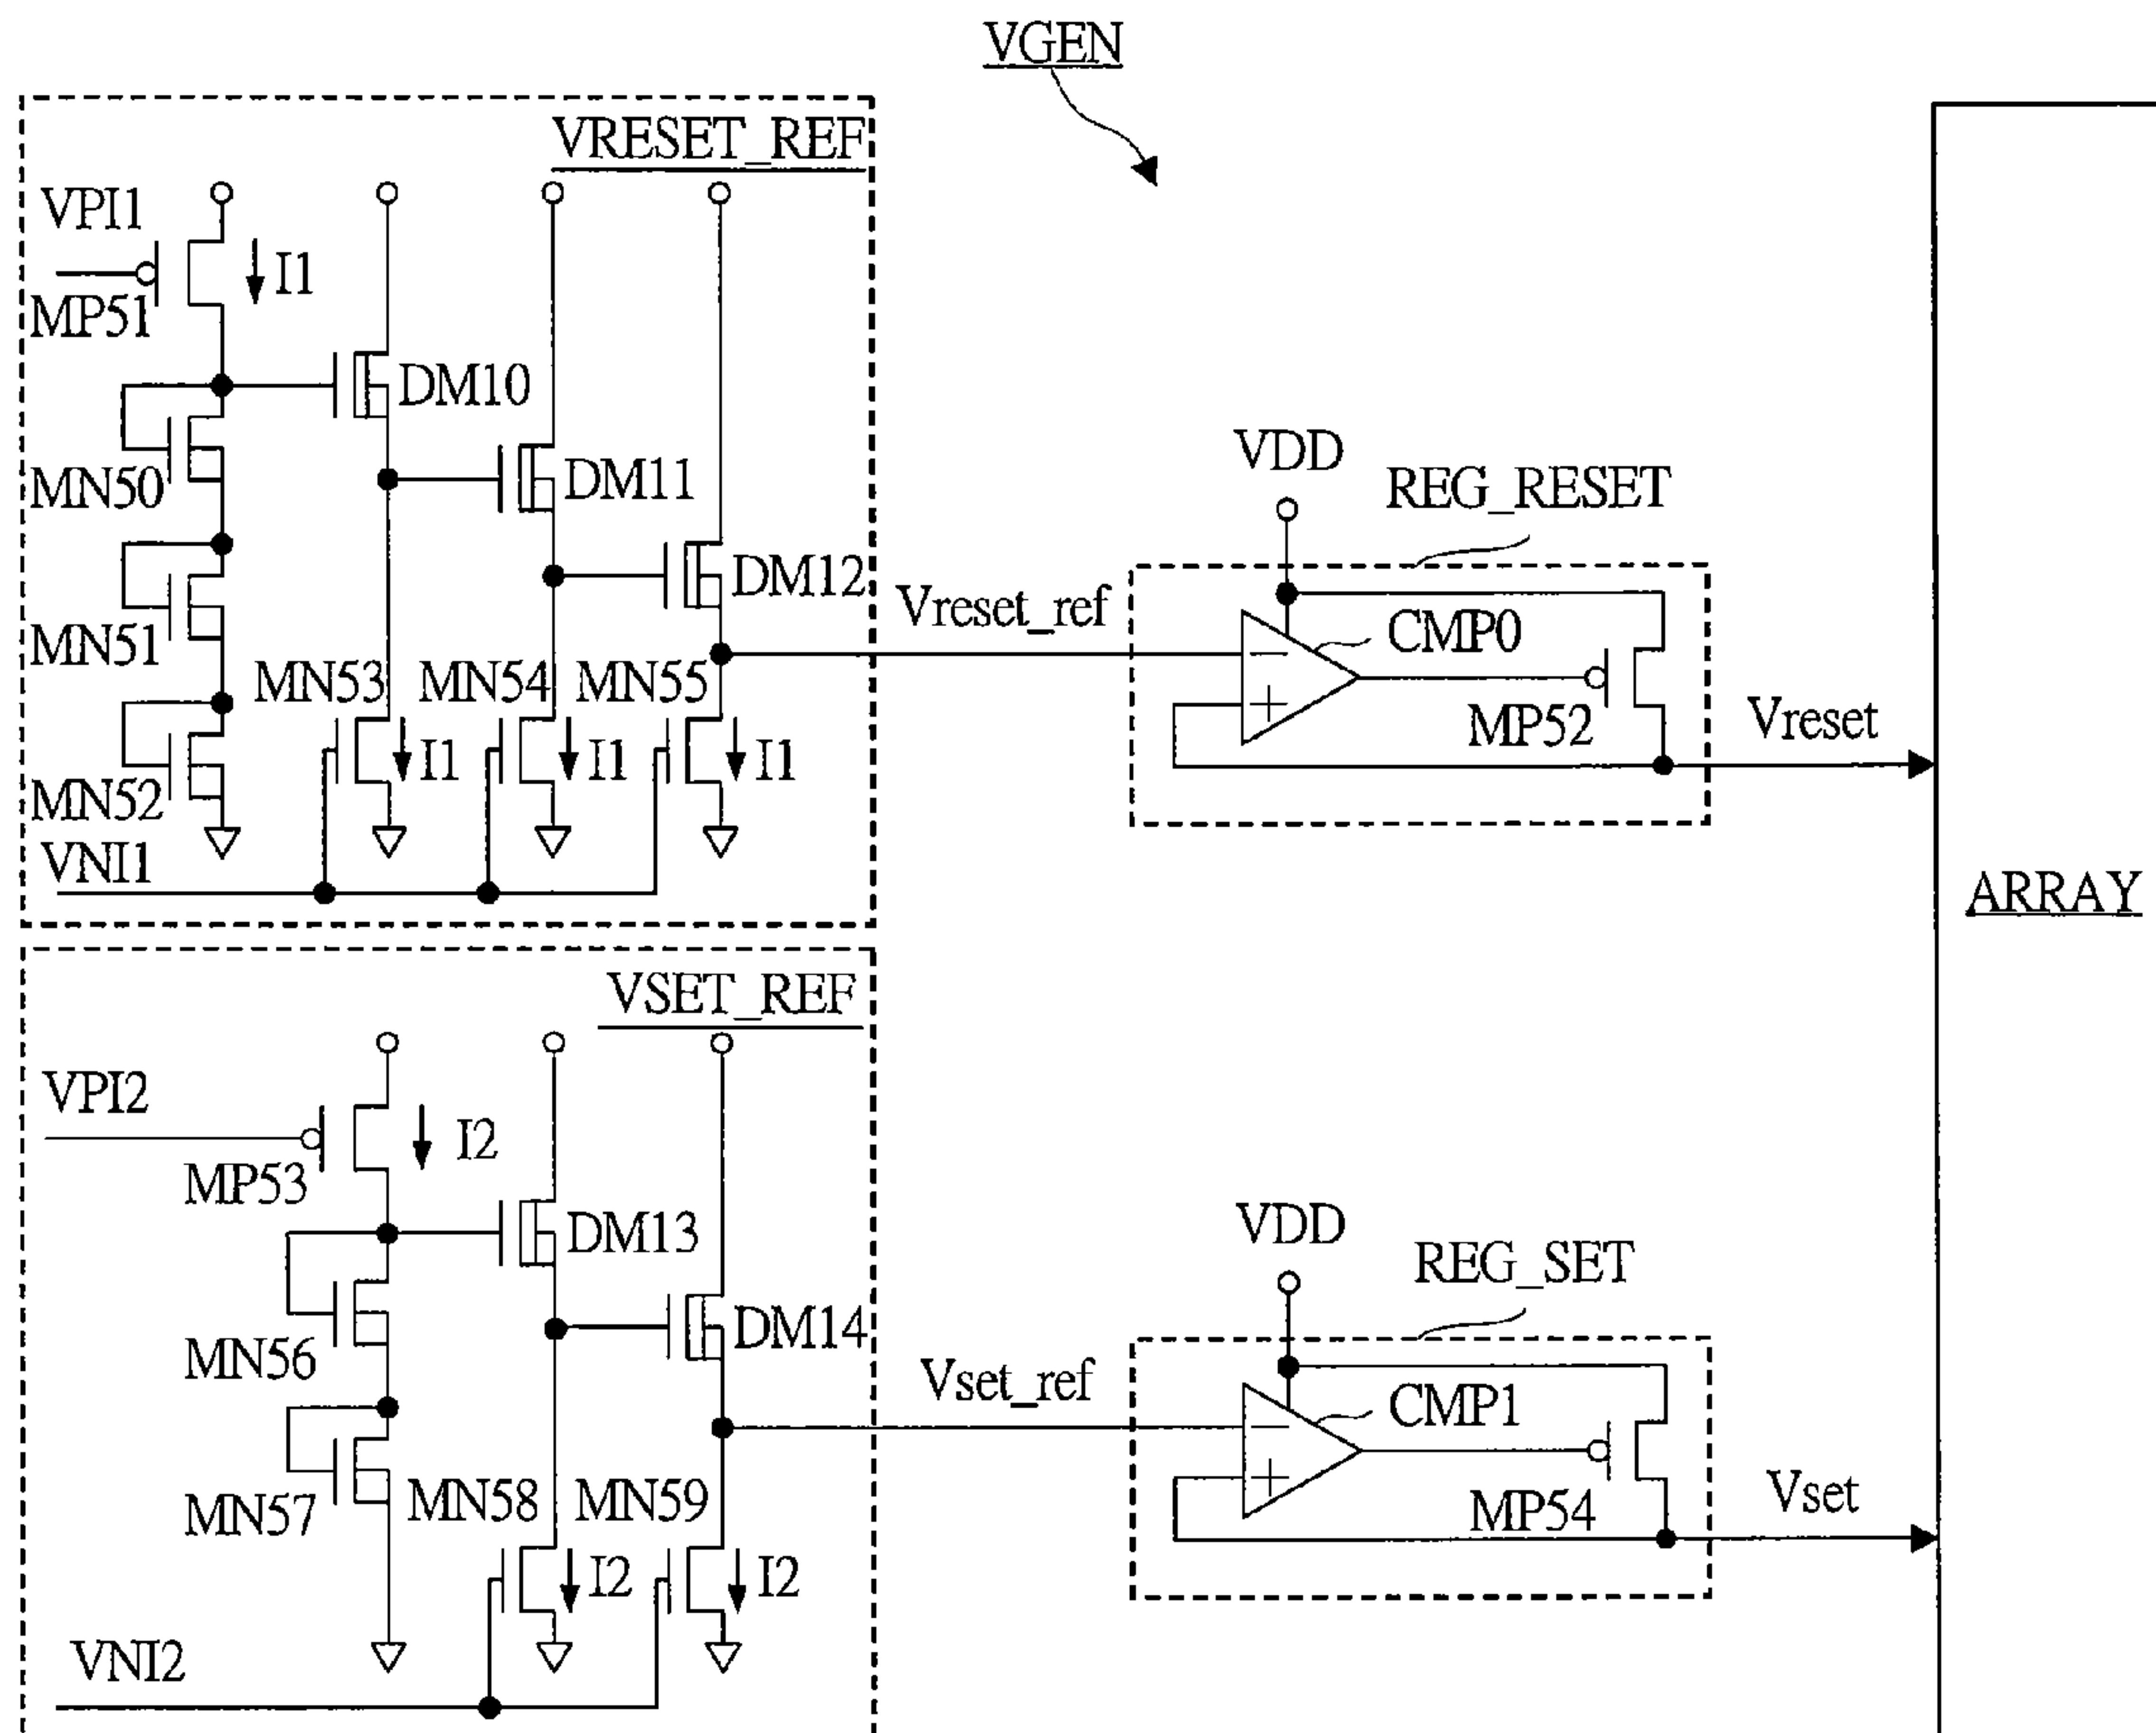 VGEN
VRESET_REF
VPI1
I1
MP51
DM10
MN50
DM11
MN51
DM12
MN53
MN54
MN55
MN52
I1
I1
I1
VNI1
Vreset_ref
VDD
REG_RESET
CMP0
MP52
Vreset
ARRAY
VSET_REF
VPI2
I2
MP53
DM13
MN56
DM14
MN57
MN58
MN59
I2
I2
VNI2
Vset_ref
VDD
REG_SET
CMP1
MP54
Vset